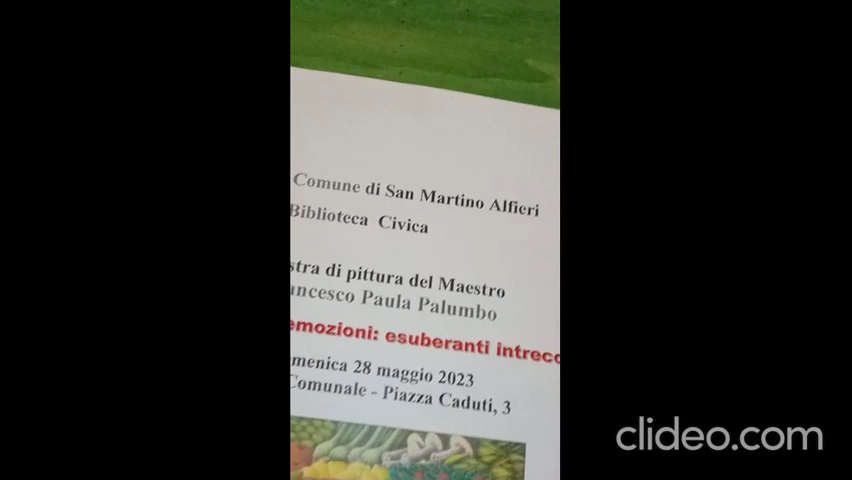 Comune di San Martino Alfieri
Biblioteca Civica
stra di pittura del Maestro
ancesco Paula Palumbo
emozioni: esuberanti intrecc
menica 28 maggio 2023
Comunale - Piazza Caduti, 3
clideo.com